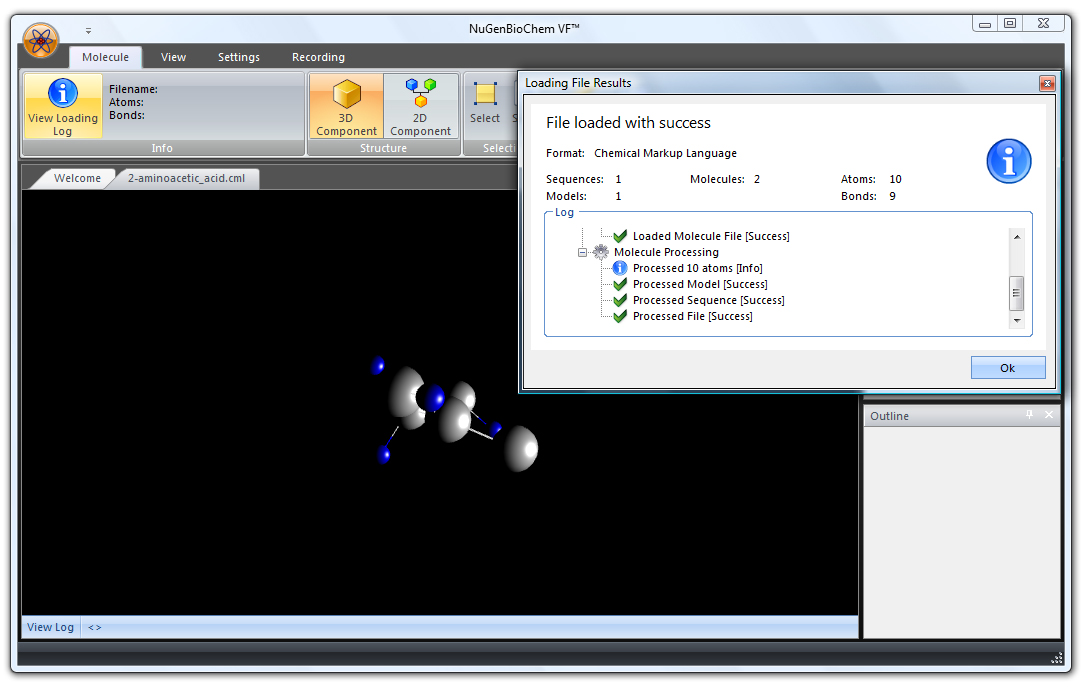 NuGenBioChem VF™
Molecule View Settings Recording
View Loading Log
Filename:
Atoms:
Bonds:
Info
3D Component
2D Component
Structure
Select
Selecti
Welcome
2-aminoacetic_acid.cml
Loading File Results
File loaded with success
Format: Chemical Markup Language
Sequences: 1 Molecules: 2 Atoms: 10
Models: 1 Bonds: 9
Log
Loaded Molecule File [Success]
Molecule Processing
Processed 10 atoms [Info]
Processed Model [Success]
Processed Sequence [Success]
Processed File [Success]
Ok
Outline
View Log <>